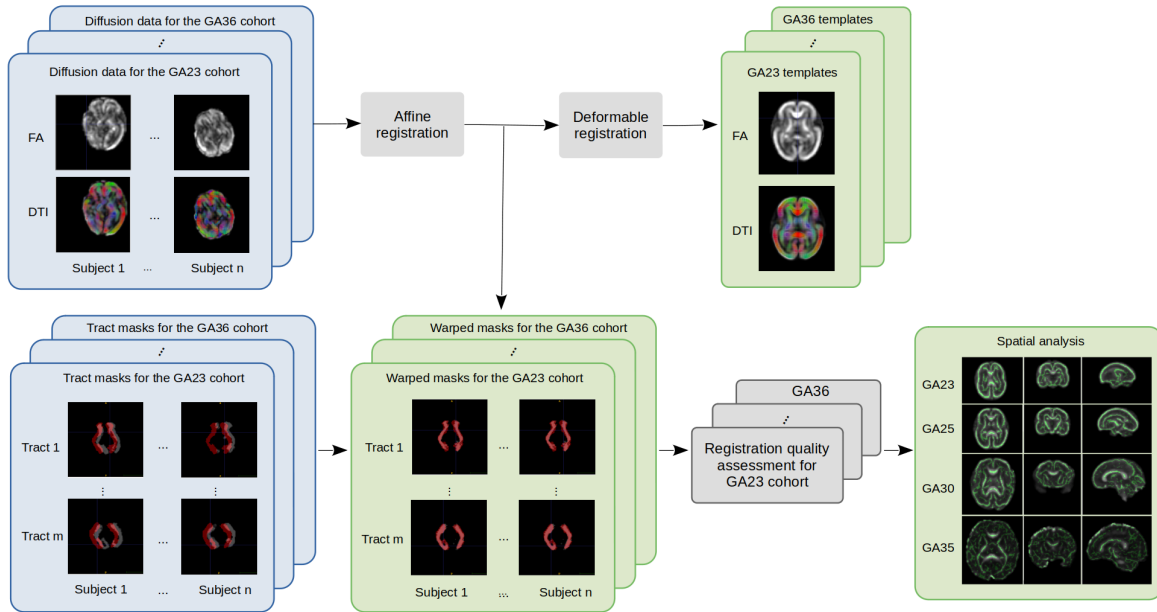 Diffusion data for the GA36 cohort
...
Diffusion data for the GA23 cohort
FA
...
DTI
...
Subject 1 ... Subject n
Affine
registration
Deformable
registration
GA36 templates
...
GA23 templates
FA
DTI
Tract masks for the GA36 cohort
...
Tract masks for the GA23 cohort
Tract 1
...
... ...
Tract m
...
Subject 1 ... Subject n
Warped masks for the GA36 cohort
...
Warped masks for the GA23 cohort
Tract 1
...
... ...
Tract m
...
Subject 1 ... Subject n
GA36
...
Registration quality
assessment for
GA23 cohort
Spatial analysis
GA23
GA25
GA30
GA35